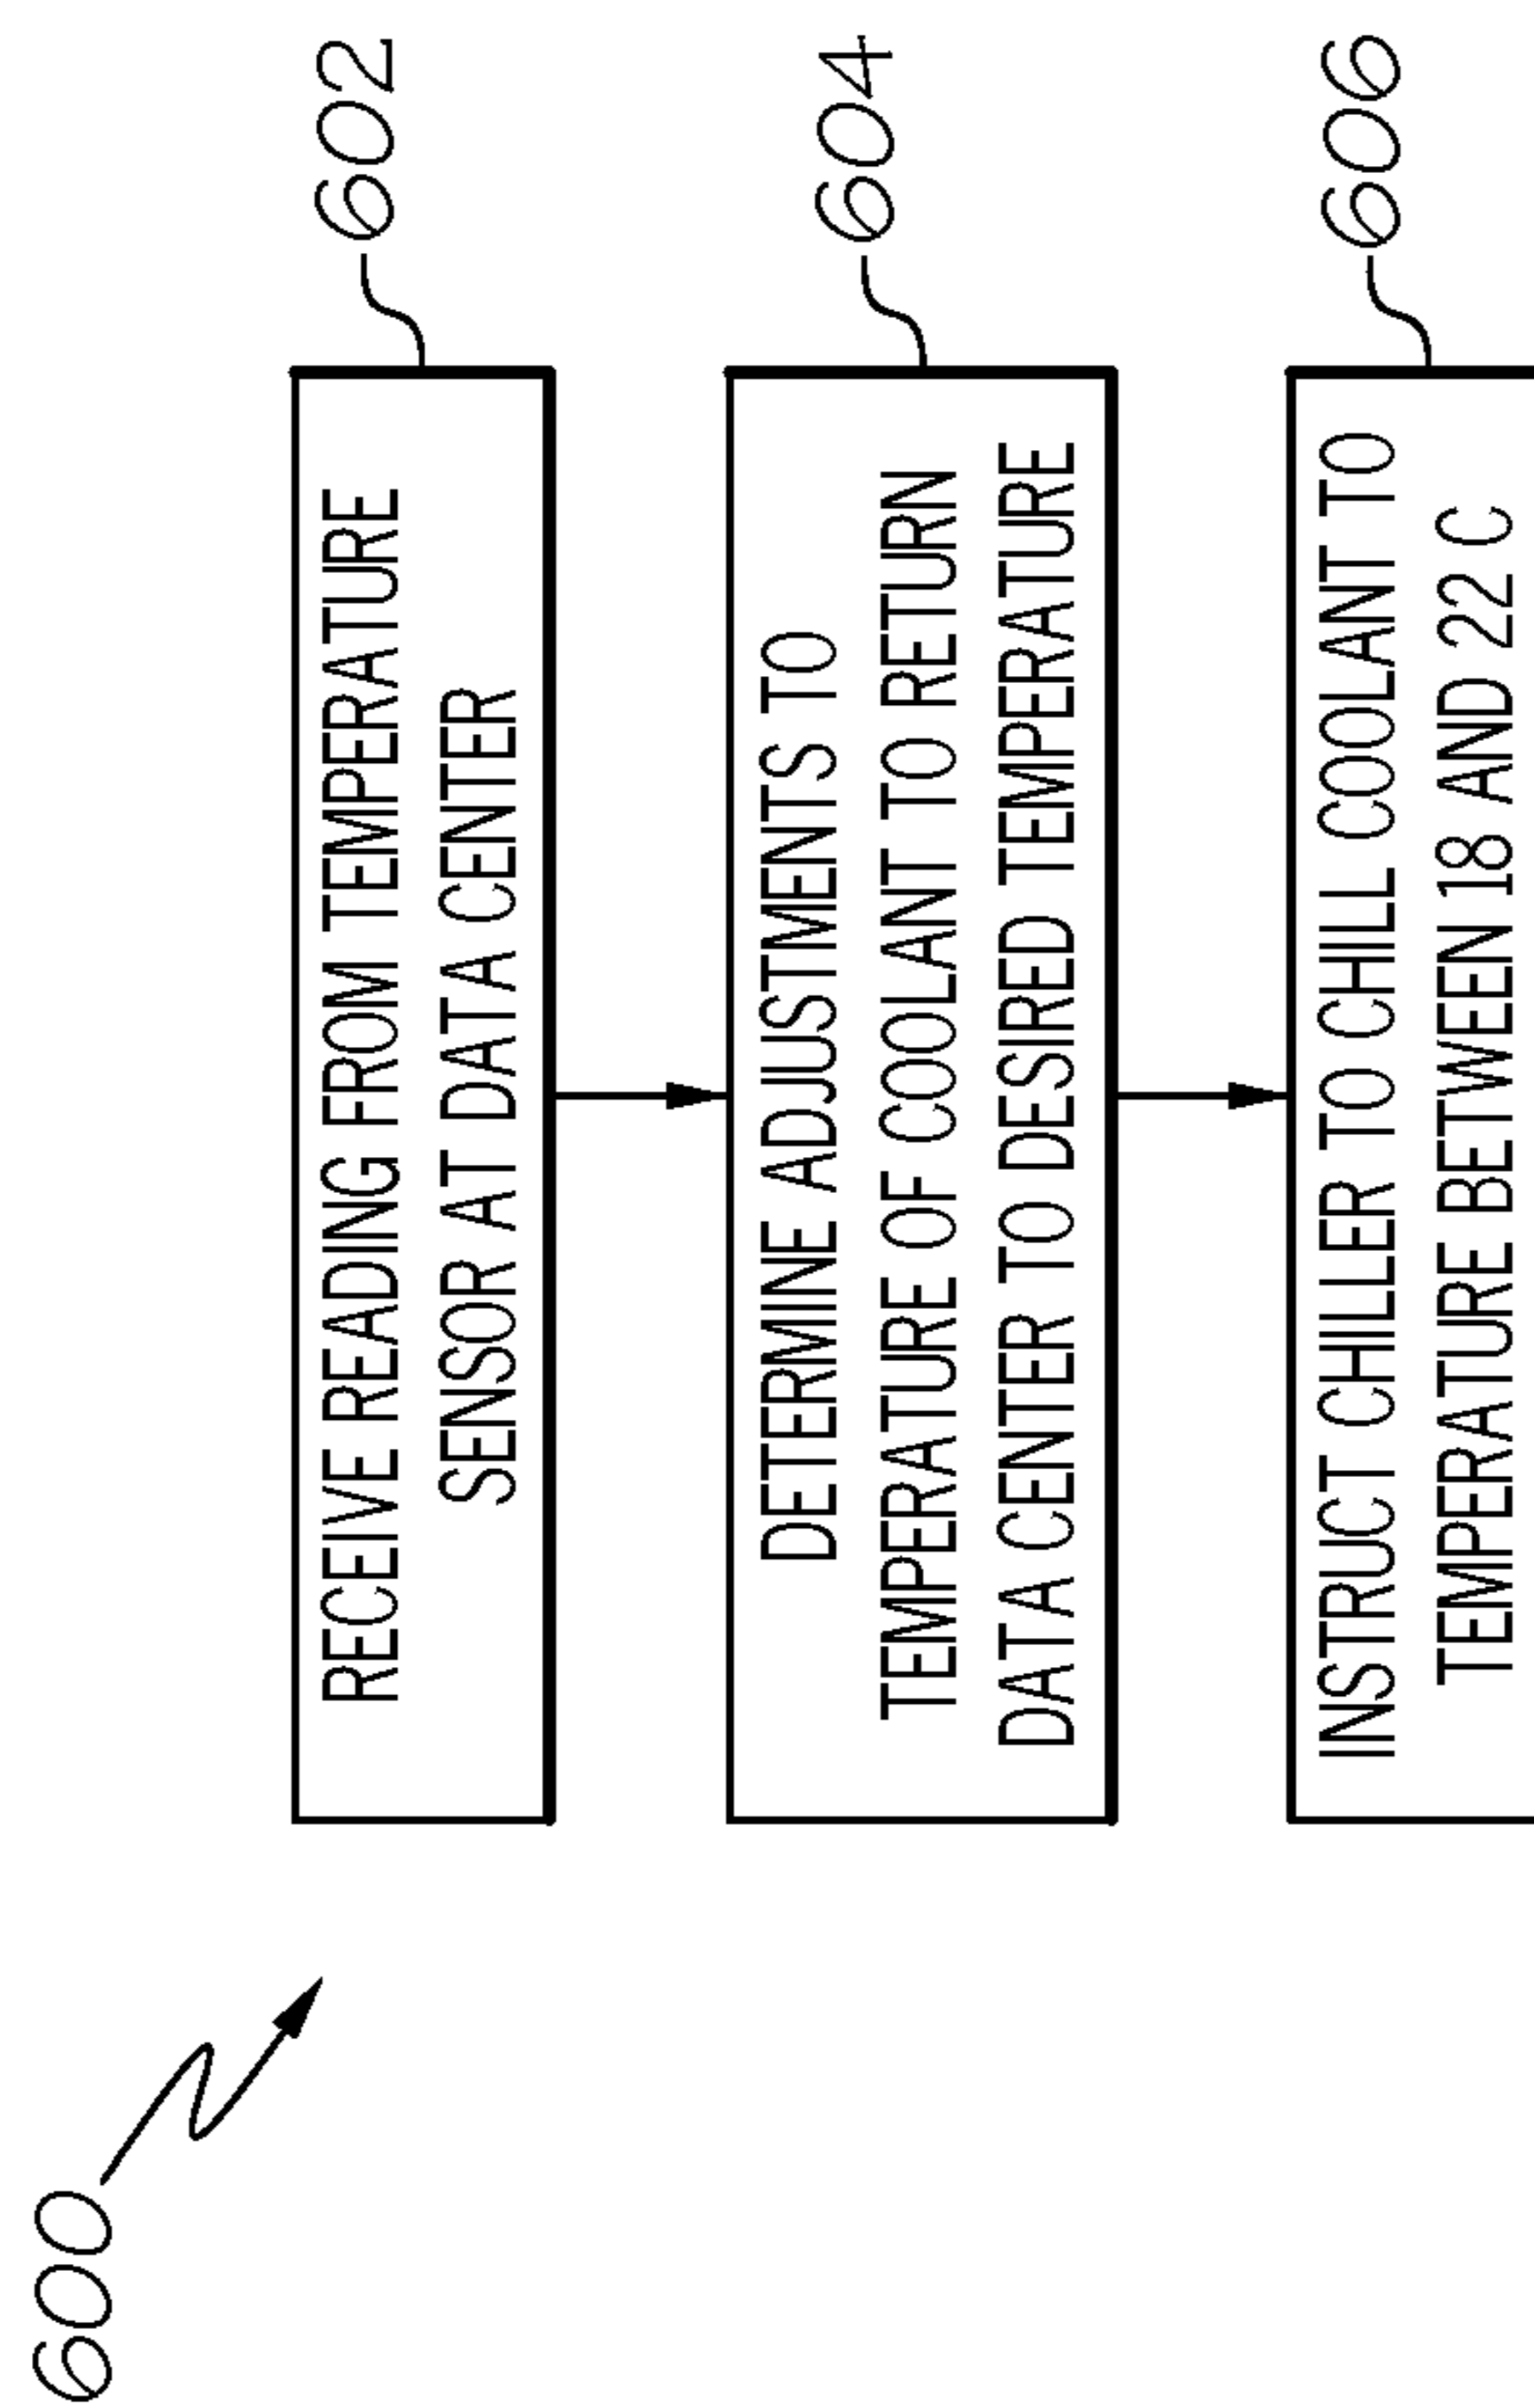 600
RECEIVE READING FROM TEMPERATURE
SENSOR AT DATA CENTER
602
DETERMINE ADJUSTMENTS TO
TEMPERATURE OF COOLANT TO RETURN
DATA CENTER TO DESIRED TEMPERATURE
604
INSTRUCT CHILLER TO CHILL COOLANT TO
TEMPERATURE BETWEEN 18 AND 22 C
606